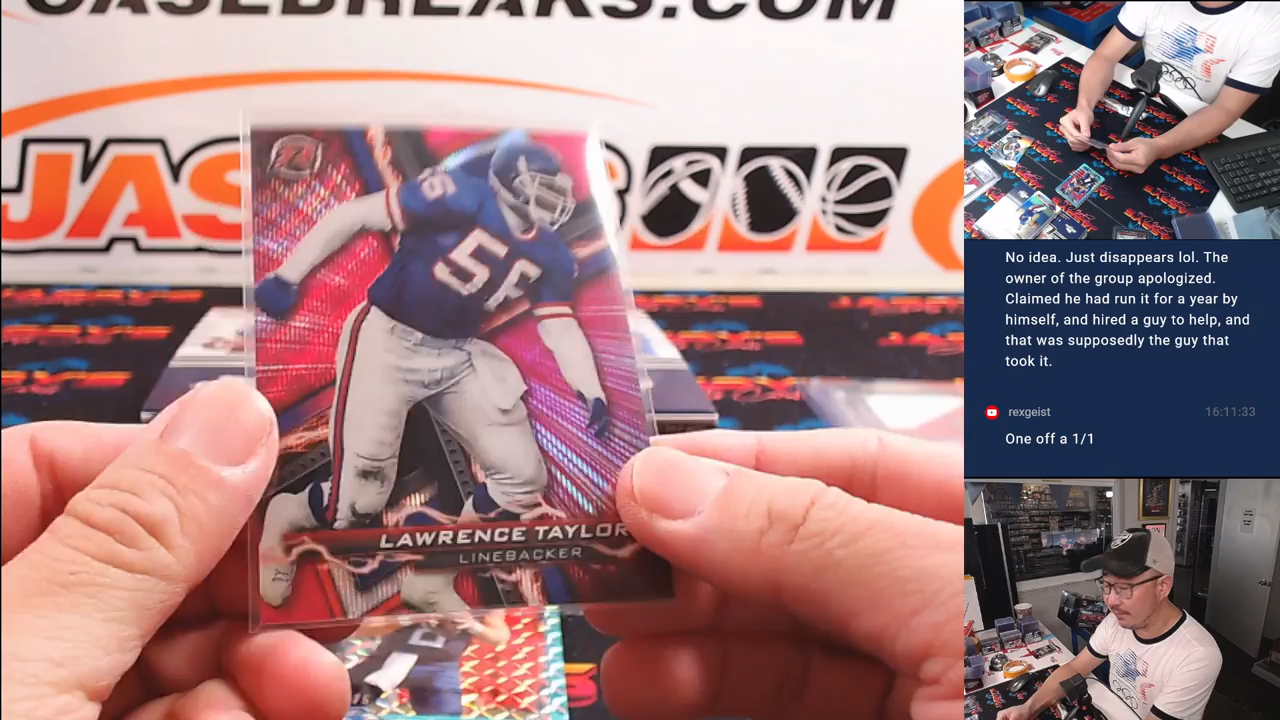 CASEBREAKS.COM
JAS
56
56
LAWRENCE TAYLOR
LINEBACKER
No idea. Just disappears lol. The
owner of the group apologized.
Claimed he had run it for a year by
himself, and hired a guy to help, and
that was supposedly the guy that
took it.
rexgeist 16:11:33
One off a 1/1